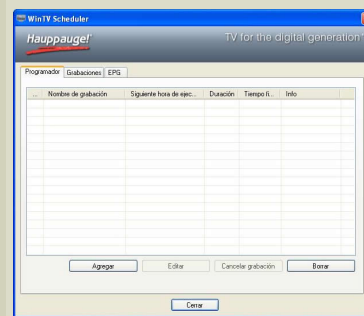 WinTV Scheduler
Hauppauge!
TV for the digital generation
Programador Grabaciones EPG
... Nombre de grabación Siguiente hora de ejec... Duración Tiempo fi... Info
Agregar Editar Cancelar grabación Borrar
Cerrar